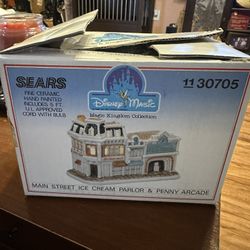 SEARS
FINE CERAMIC
HAND PAINTED
INCLUDES 5 FT.
U.L. APPROVED
CORD WITH BULB
Disney Magic
Magic Kingdom Collection
11 30705
MAIN STREET ICE CREAM PARLOR & PENNY ARCADE